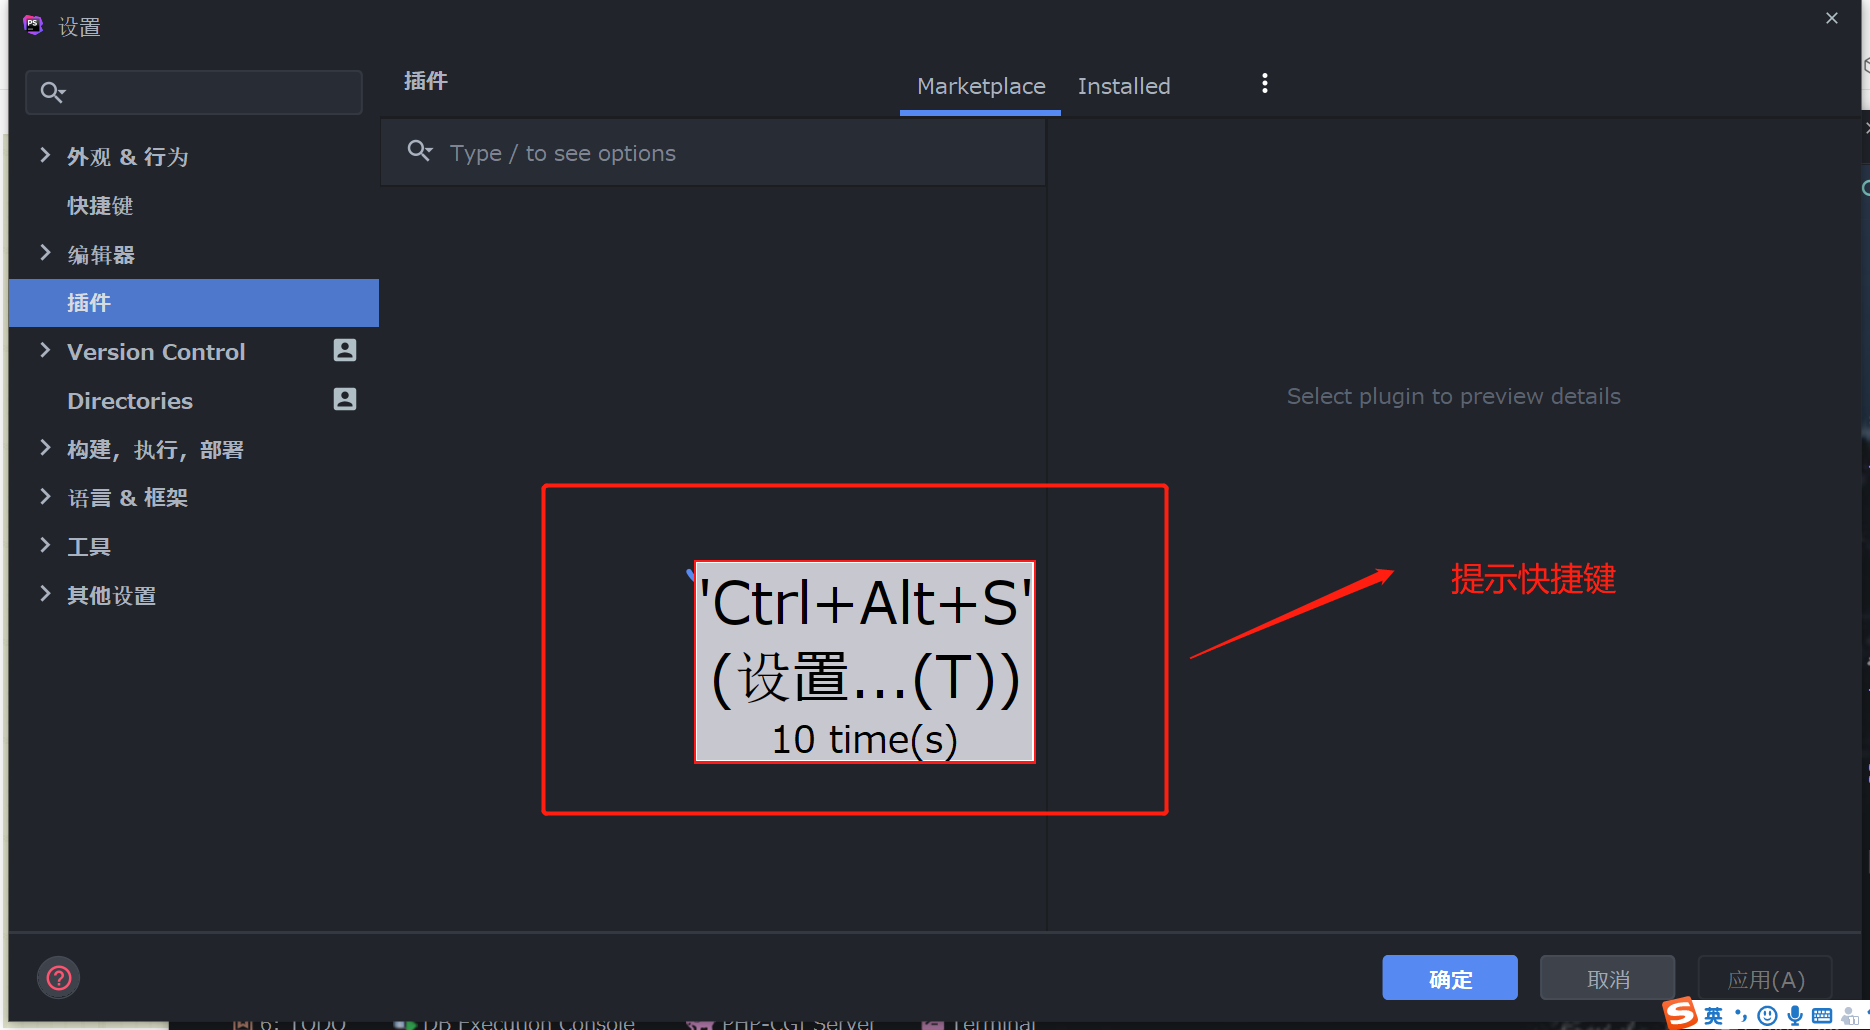 设置
插件
Marketplace
Installed
Type / to see options
外观 & 行为
快捷键
编辑器
插件
Version Control
Directories
构建，执行，部署
语言 & 框架
工具
其他设置
Select plugin to preview details
'Ctrl+Alt+S'
(设置...(T))
10 time(s)
提示快捷键
确定
取消
应用(A)
英
6: TODO
DB Execution Console
PHP-CGI Server
Terminal